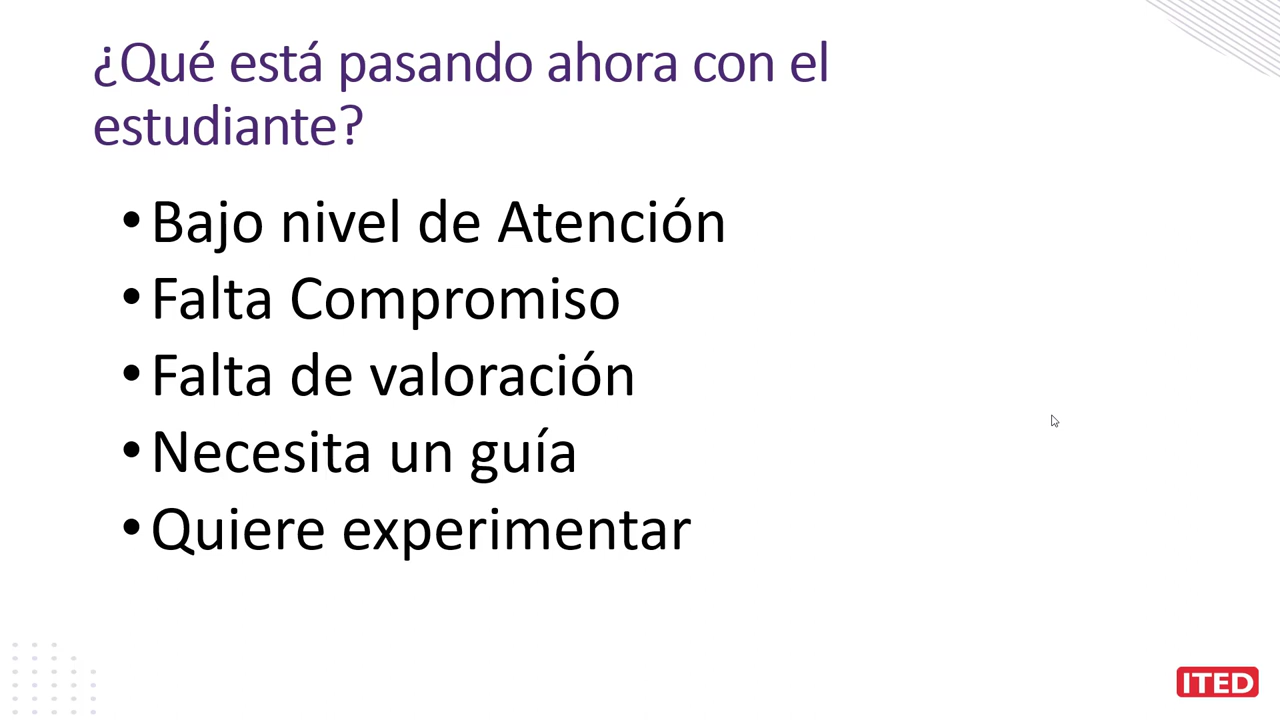 ¿Qué está pasando ahora con el
estudiante?
• Bajo nivel de Atención
• Falta Compromiso
• Falta de valoración
• Necesita un guía
• Quiere experimentar
ITED